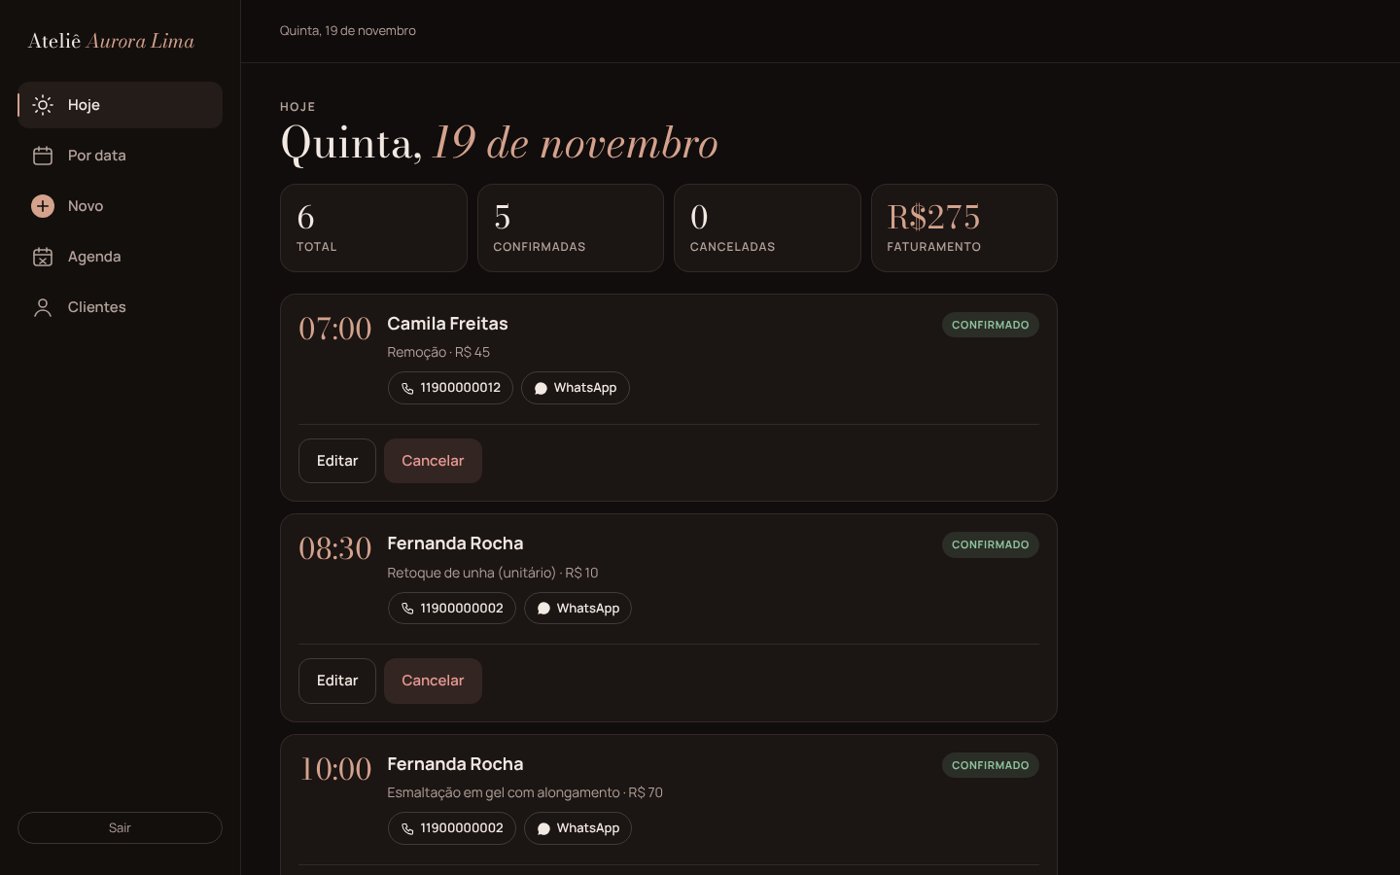 Ateliê Aurora Lima
Hoje
Por data
Novo
Agenda
Clientes
Sair
Quinta, 19 de novembro
HOJE
Quinta, 19 de novembro
6
TOTAL
5
CONFIRMADAS
0
CANCELADAS
R$275
FATURAMENTO
07:00
Camila Freitas
CONFIRMADO
Remoção · R$ 45
11900000012
WhatsApp
Editar
Cancelar
08:30
Fernanda Rocha
CONFIRMADO
Retoque de unha (unitário) · R$ 10
11900000002
WhatsApp
Editar
Cancelar
10:00
Fernanda Rocha
CONFIRMADO
Esmaltação em gel com alongamento · R$ 70
11900000002
WhatsApp